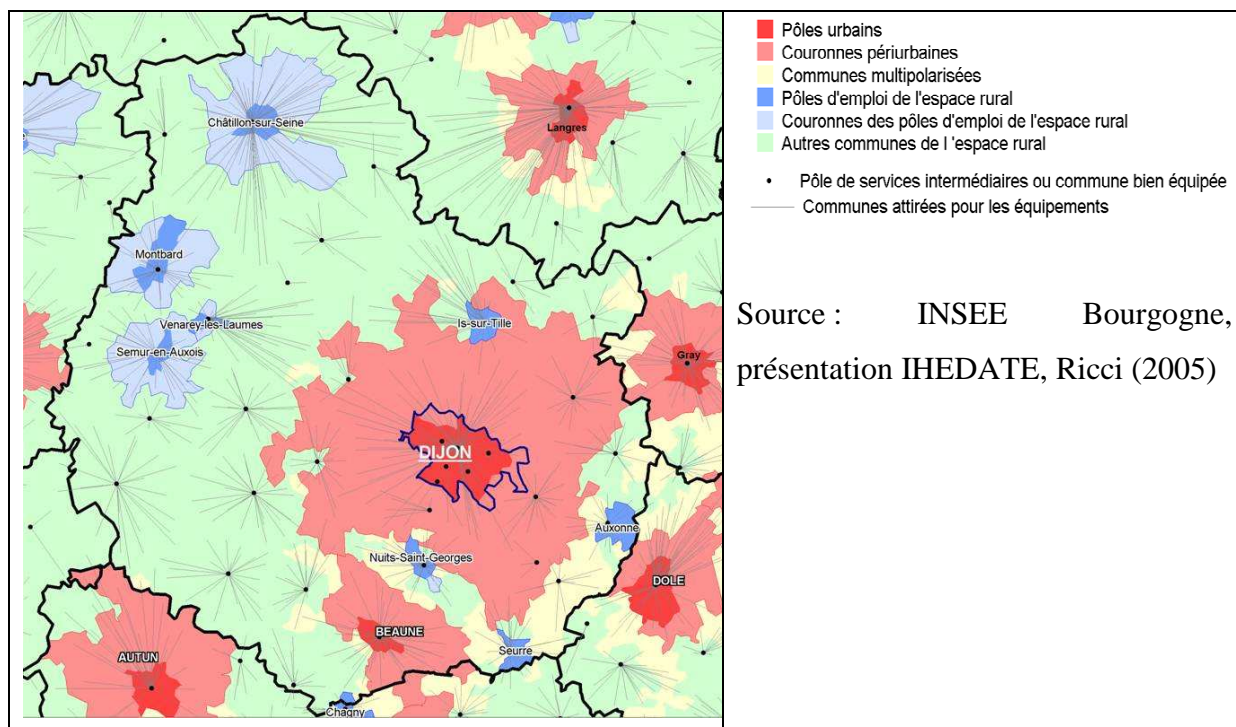 Châtillon-sur-Seine
Langres
Montbard
Venarey-les-Laumes
Semur-en-Auxois
Is-sur-Tille
Gray
DIJON
Auxonne
Nuits-Saint-Georges
DOLE
BEAUNE
Seurre
AUTUN
Chagny
Pôles urbains
Couronnes périurbaines
Communes multipolarisées
Pôles d'emploi de l'espace rural
Couronnes des pôles d'emploi de l'espace rural
Autres communes de l 'espace rural
Pôle de services intermédiaires ou commune bien équipée
Communes attirées pour les équipements
Source : INSEE Bourgogne,
présentation IHEDATE, Ricci (2005)